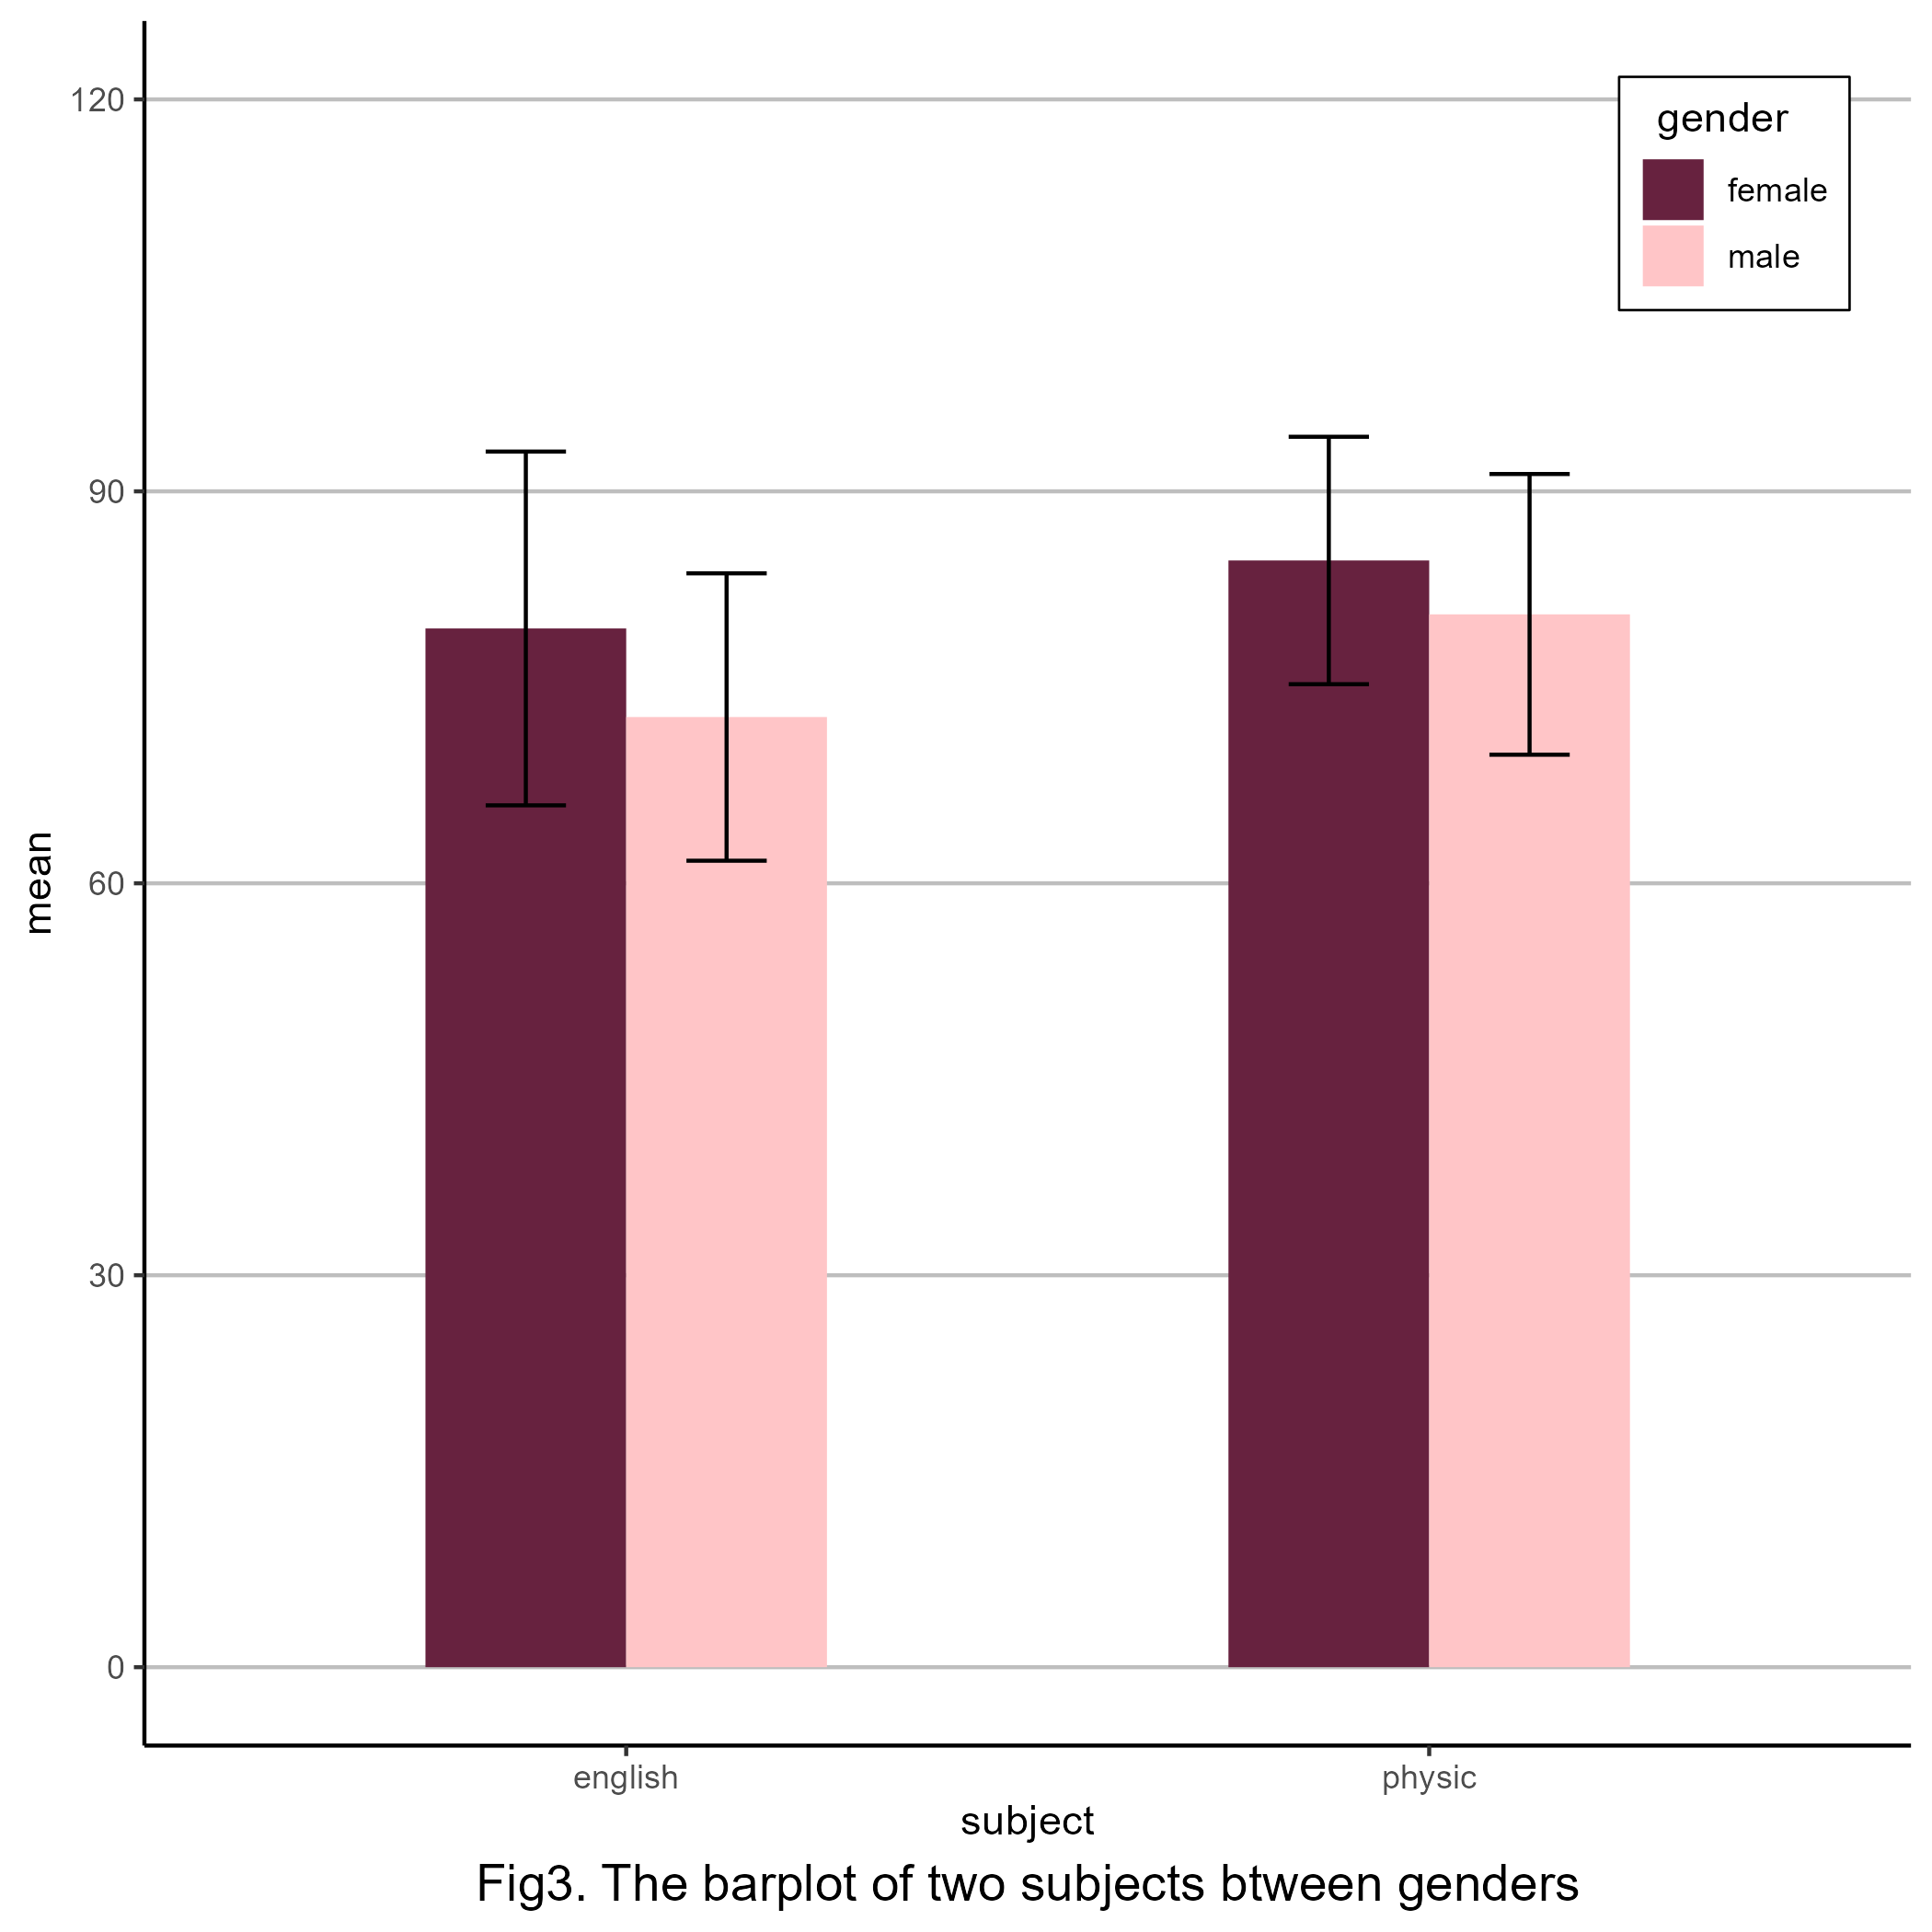 120
90
60
30
0
mean
gender
female
male
english
physic
subject
Fig3. The barplot of two subjects btween genders